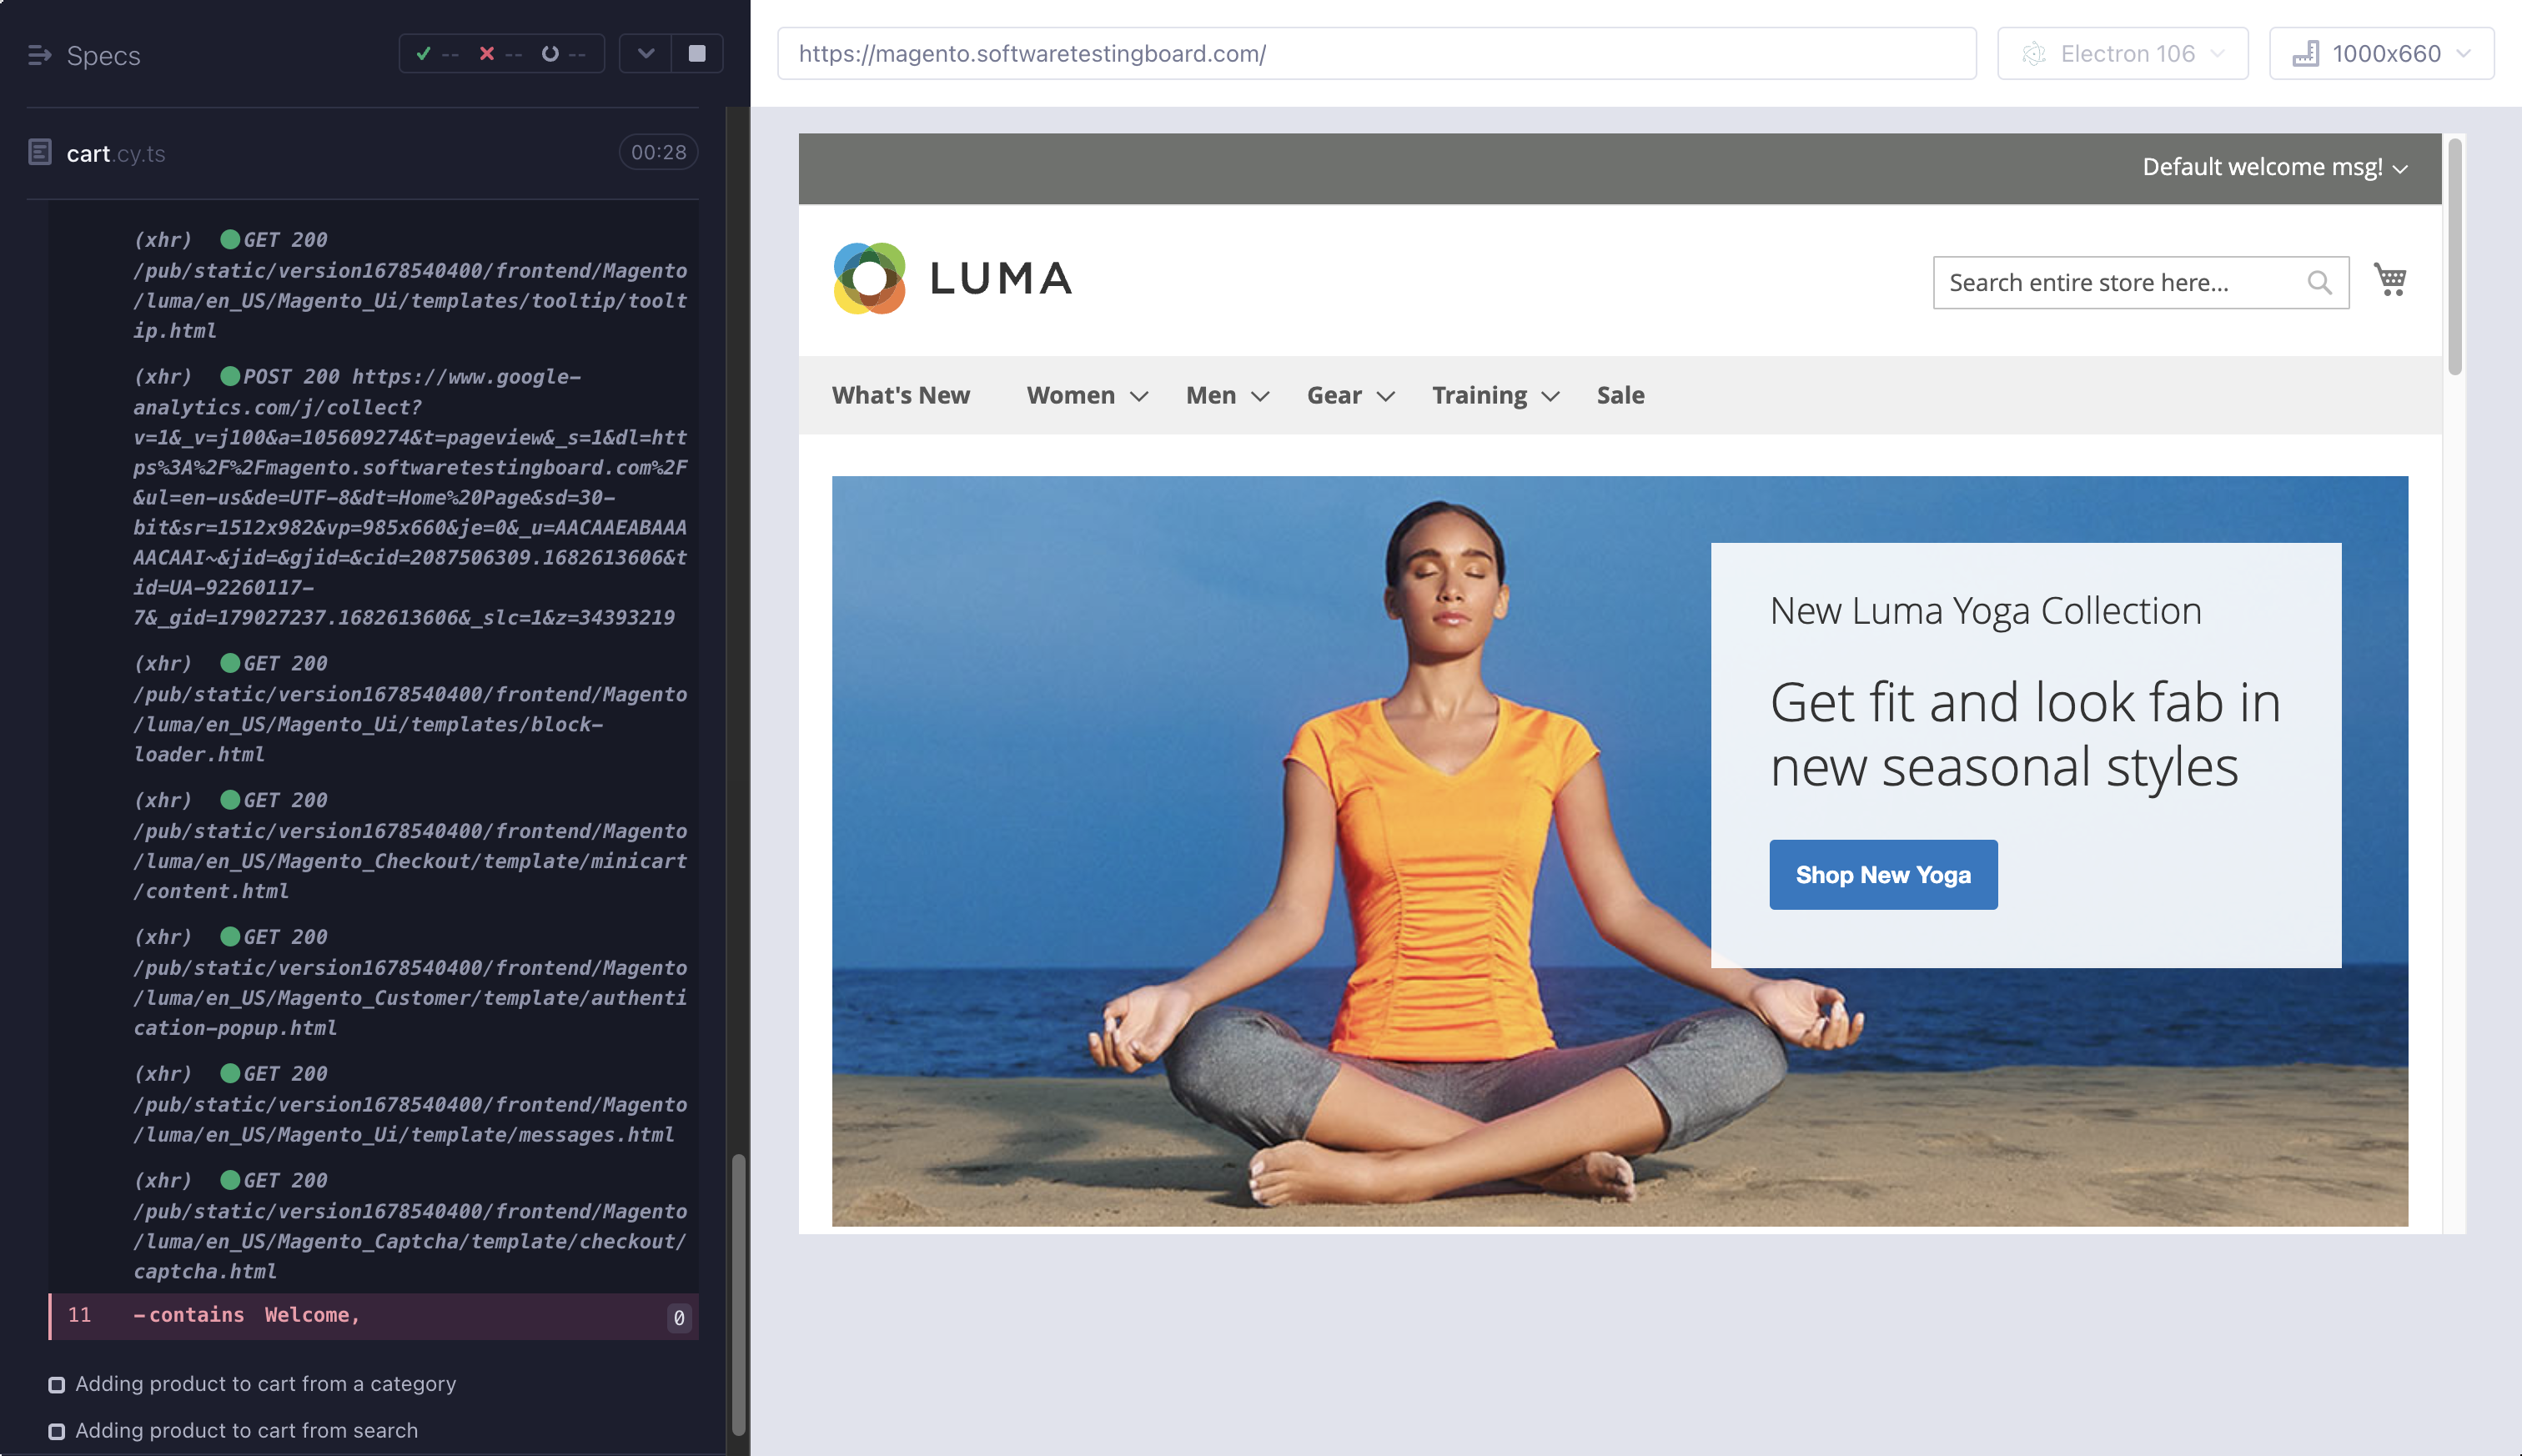 Specs
-- -- --
cart.cy.ts
00:28
(xhr) GET 200
/pub/static/version1678540400/frontend/Magento
/luma/en_US/Magento_Ui/templates/tooltip/toolt
ip.html
(xhr) POST 200 https://www.google-
analytics.com/j/collect?
v=1&_v=j100&a=105609274&t=pageview&_s=1&dl=htt
ps%3A%2F%2Fmagento.softwaretestingboard.com%2F
&ul=en-us&de=UTF-8&dt=Home%20Page&sd=30-
bit&sr=1512x982&vp=985x660&je=0&_u=AACAAEABAAA
AACAAI~&jid=&gjid=&cid=2087506309.1682613606&t
id=UA-92260117-
7&_gid=179027237.1682613606&_slc=1&z=34393219
(xhr) GET 200
/pub/static/version1678540400/frontend/Magento
/luma/en_US/Magento_Ui/templates/block-
loader.html
(xhr) GET 200
/pub/static/version1678540400/frontend/Magento
/luma/en_US/Magento_Checkout/template/minicart
/content.html
(xhr) GET 200
/pub/static/version1678540400/frontend/Magento
/luma/en_US/Magento_Customer/template/authenti
cation-popup.html
(xhr) GET 200
/pub/static/version1678540400/frontend/Magento
/luma/en_US/Magento_Ui/template/messages.html
(xhr) GET 200
/pub/static/version1678540400/frontend/Magento
/luma/en_US/Magento_Captcha/template/checkout/
captcha.html
11 -contains Welcome, 0
Adding product to cart from a category
Adding product to cart from search
https://magento.softwaretestingboard.com/
Electron 106
1000x660
Default welcome msg!
LUMA
Search entire store here...
What's New Women Men Gear Training Sale
New Luma Yoga Collection
Get fit and look fab in
new seasonal styles
Shop New Yoga